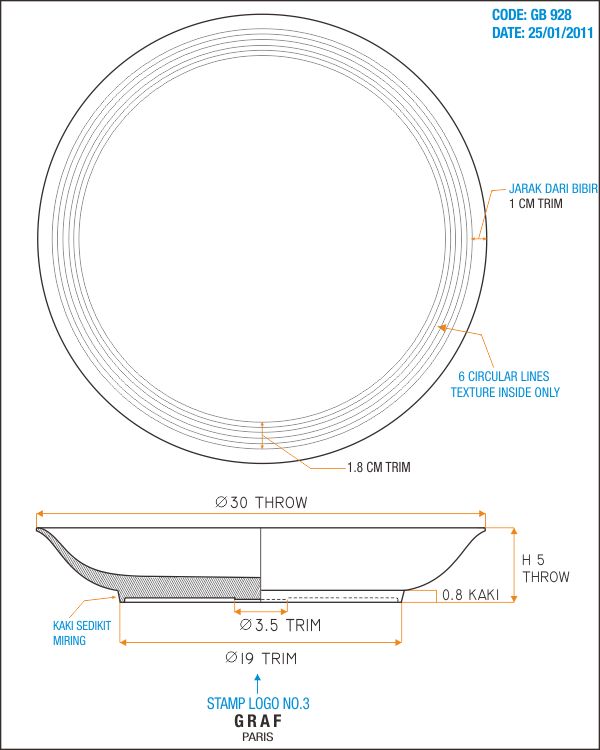 CODE: GB 928
DATE: 25/01/2011
JARAK DARI BIBIR
1 CM TRIM
6 CIRCULAR LINES
TEXTURE INSIDE ONLY
1.8 CM TRIM
∅30 THROW
H 5
THROW
0.8 KAKI
KAKI SEDIKIT
MIRING
∅3.5 TRIM
∅19 TRIM
STAMP LOGO NO.3
GRAF
PARIS